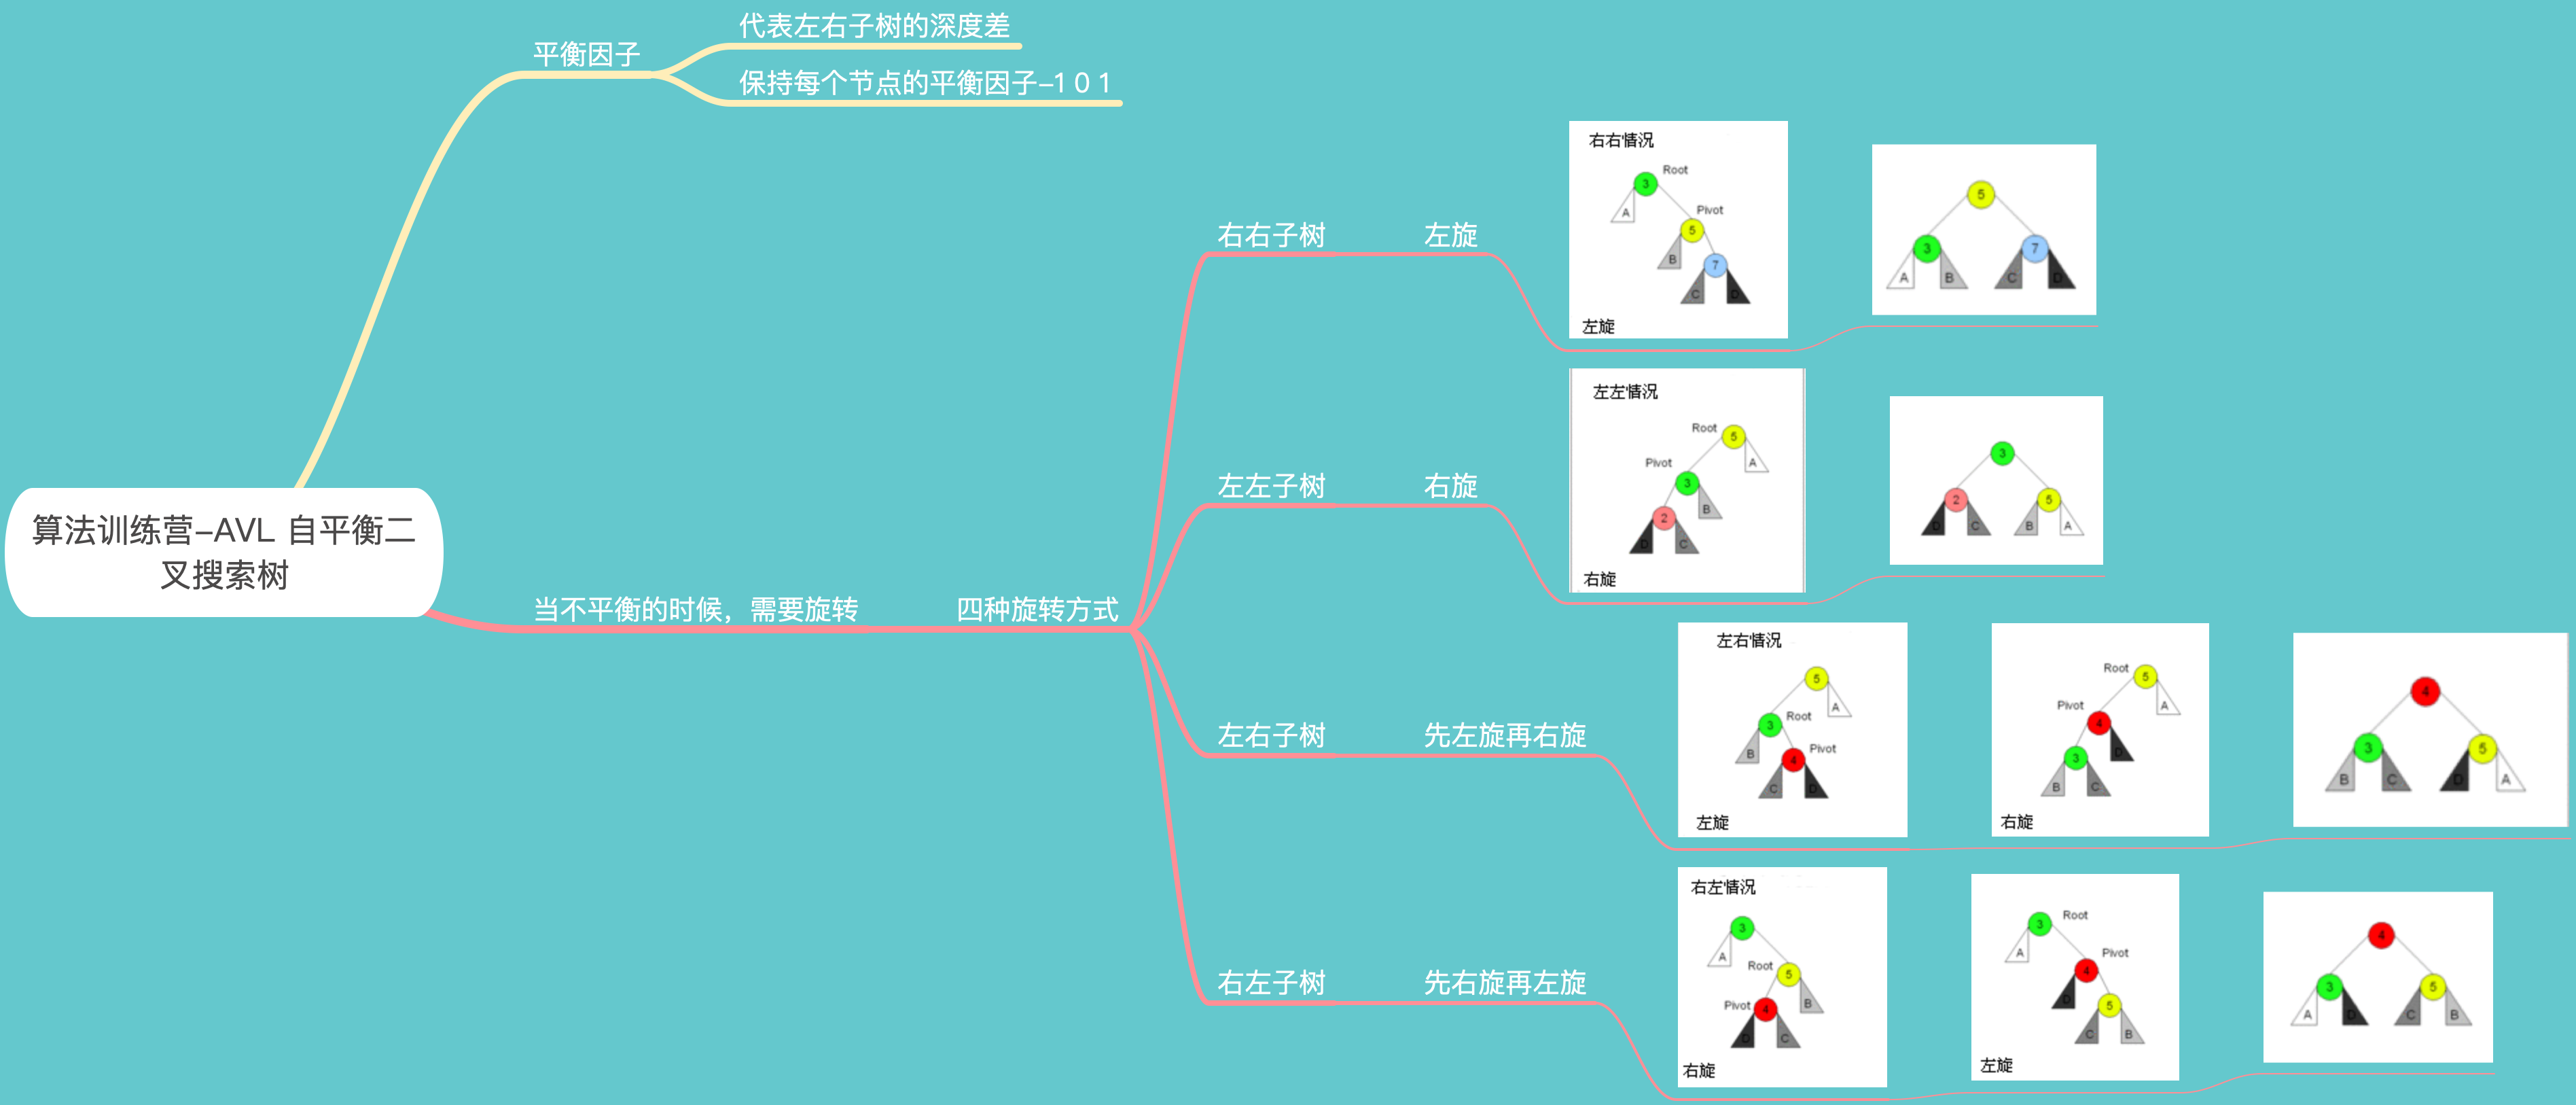 算法训练营-AVL 自平衡二
叉搜索树
平衡因子
代表左右子树的深度差
保持每个节点的平衡因子-1 0 1
当不平衡的时候，需要旋转
四种旋转方式
右右子树
左旋
右右情况
Root
3
A
Pivot
5
B
7
C
D
左旋
5
3
7
A
B
C
D
左左子树
右旋
左左情况
Root
5
Pivot
A
3
B
2
D
C
右旋
3
2
5
D
C
B
A
左右子树
先左旋再右旋
左右情况
5
A
3
Root
B
Pivot
4
C
D
左旋
Root
5
Pivot
A
4
D
3
B
C
右旋
4
3
5
B
C
D
A
右左子树
先右旋再左旋
右左情况
3
A
Root
5
Pivot
4
B
D
C
右旋
3
Root
A
Pivot
4
D
5
C
B
左旋
4
3
5
A
D
C
B